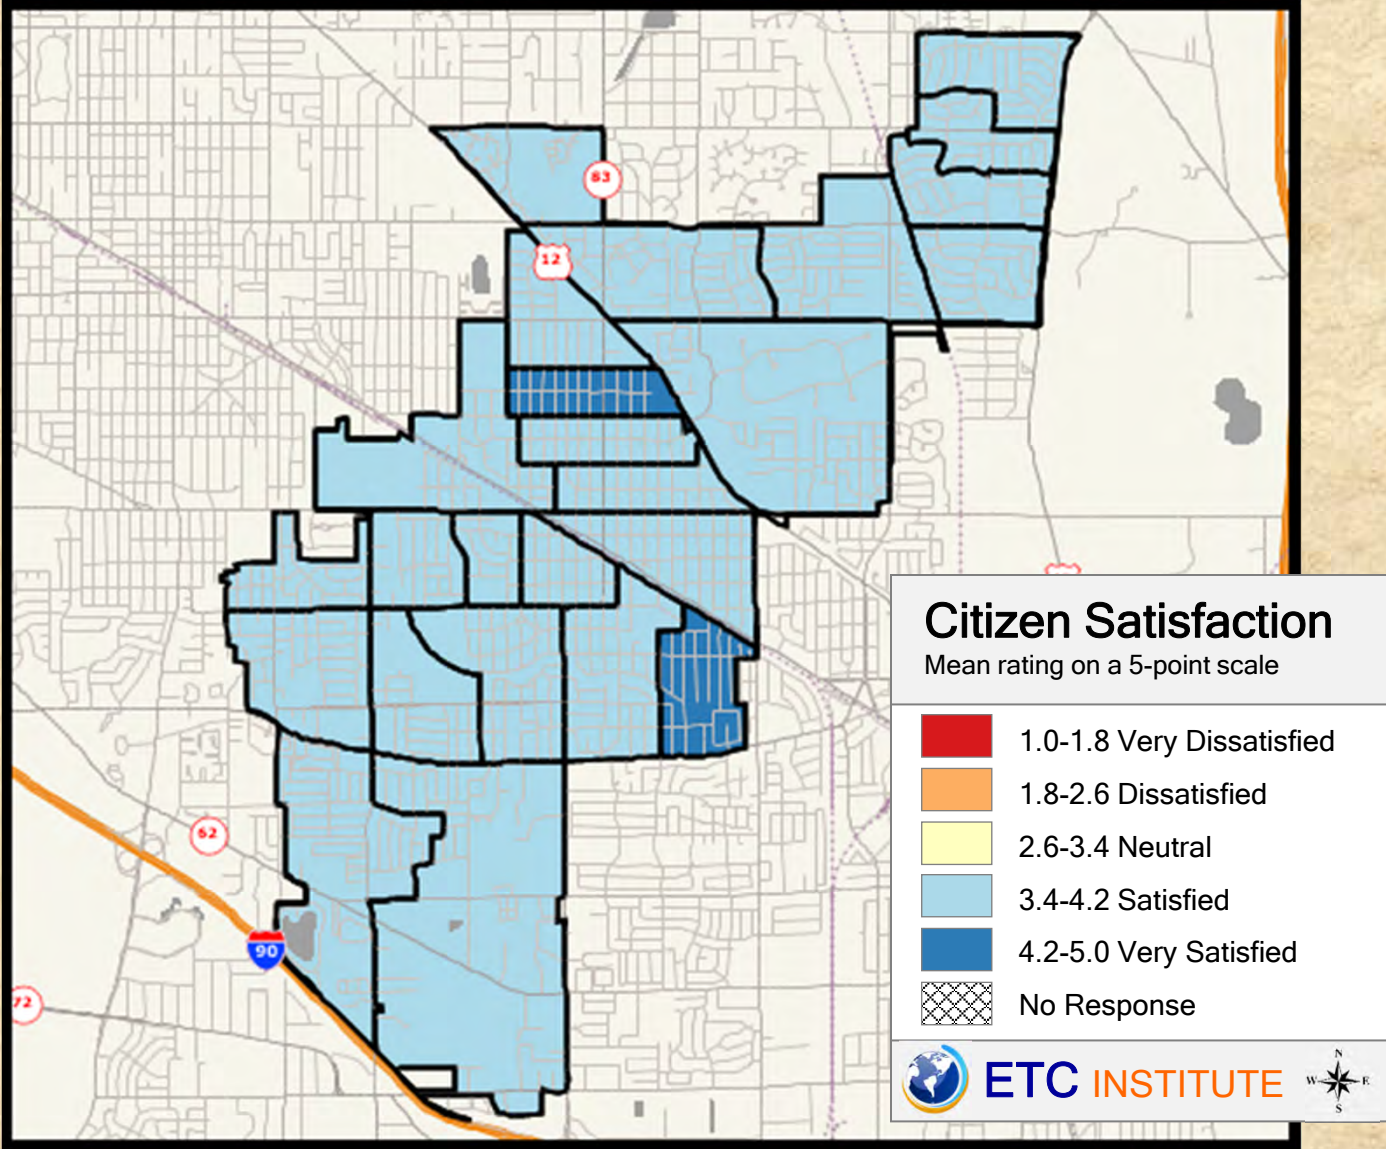 83
12
62
90
72
Citizen Satisfaction
Mean rating on a 5-point scale
1.0-1.8 Very Dissatisfied
1.8-2.6 Dissatisfied
2.6-3.4 Neutral
3.4-4.2 Satisfied
4.2-5.0 Very Satisfied
No Response
ETC INSTITUTE
N
W E
S